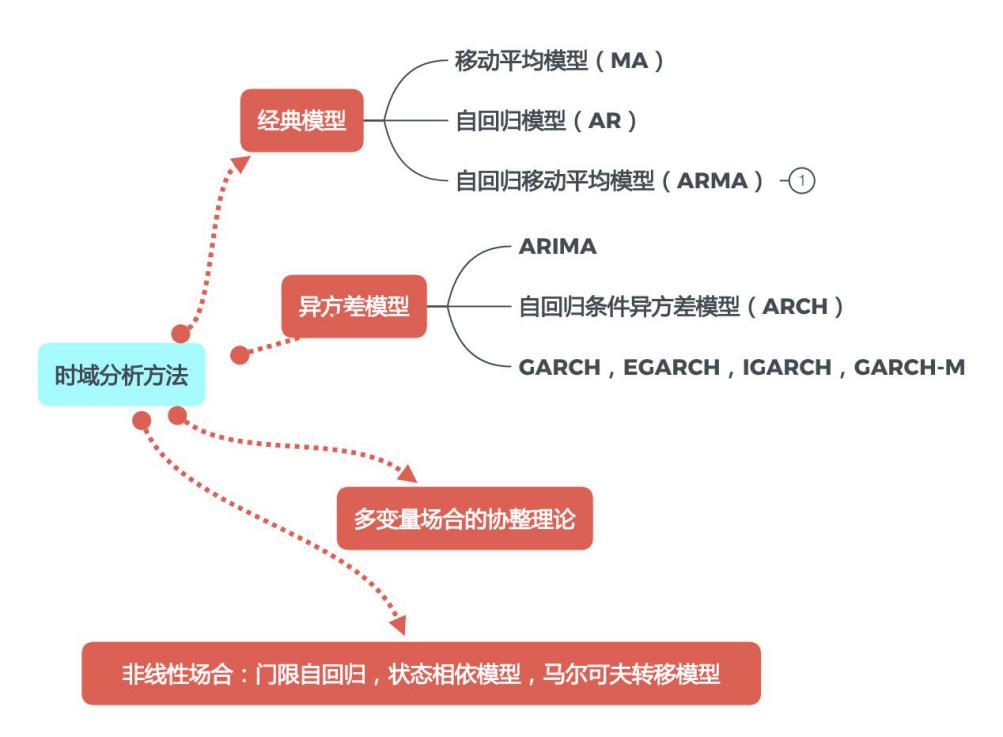 移动平均模型（MA）
经典模型
自回归模型（AR）
自回归移动平均模型（ARMA）
1
ARIMA
异方差模型
自回归条件异方差模型（ARCH）
GARCH，EGARCH，IGARCH，GARCH-M
时域分析方法
多变量场合的协整理论
非线性场合：门限自回归，状态相依模型，马尔可夫转移模型